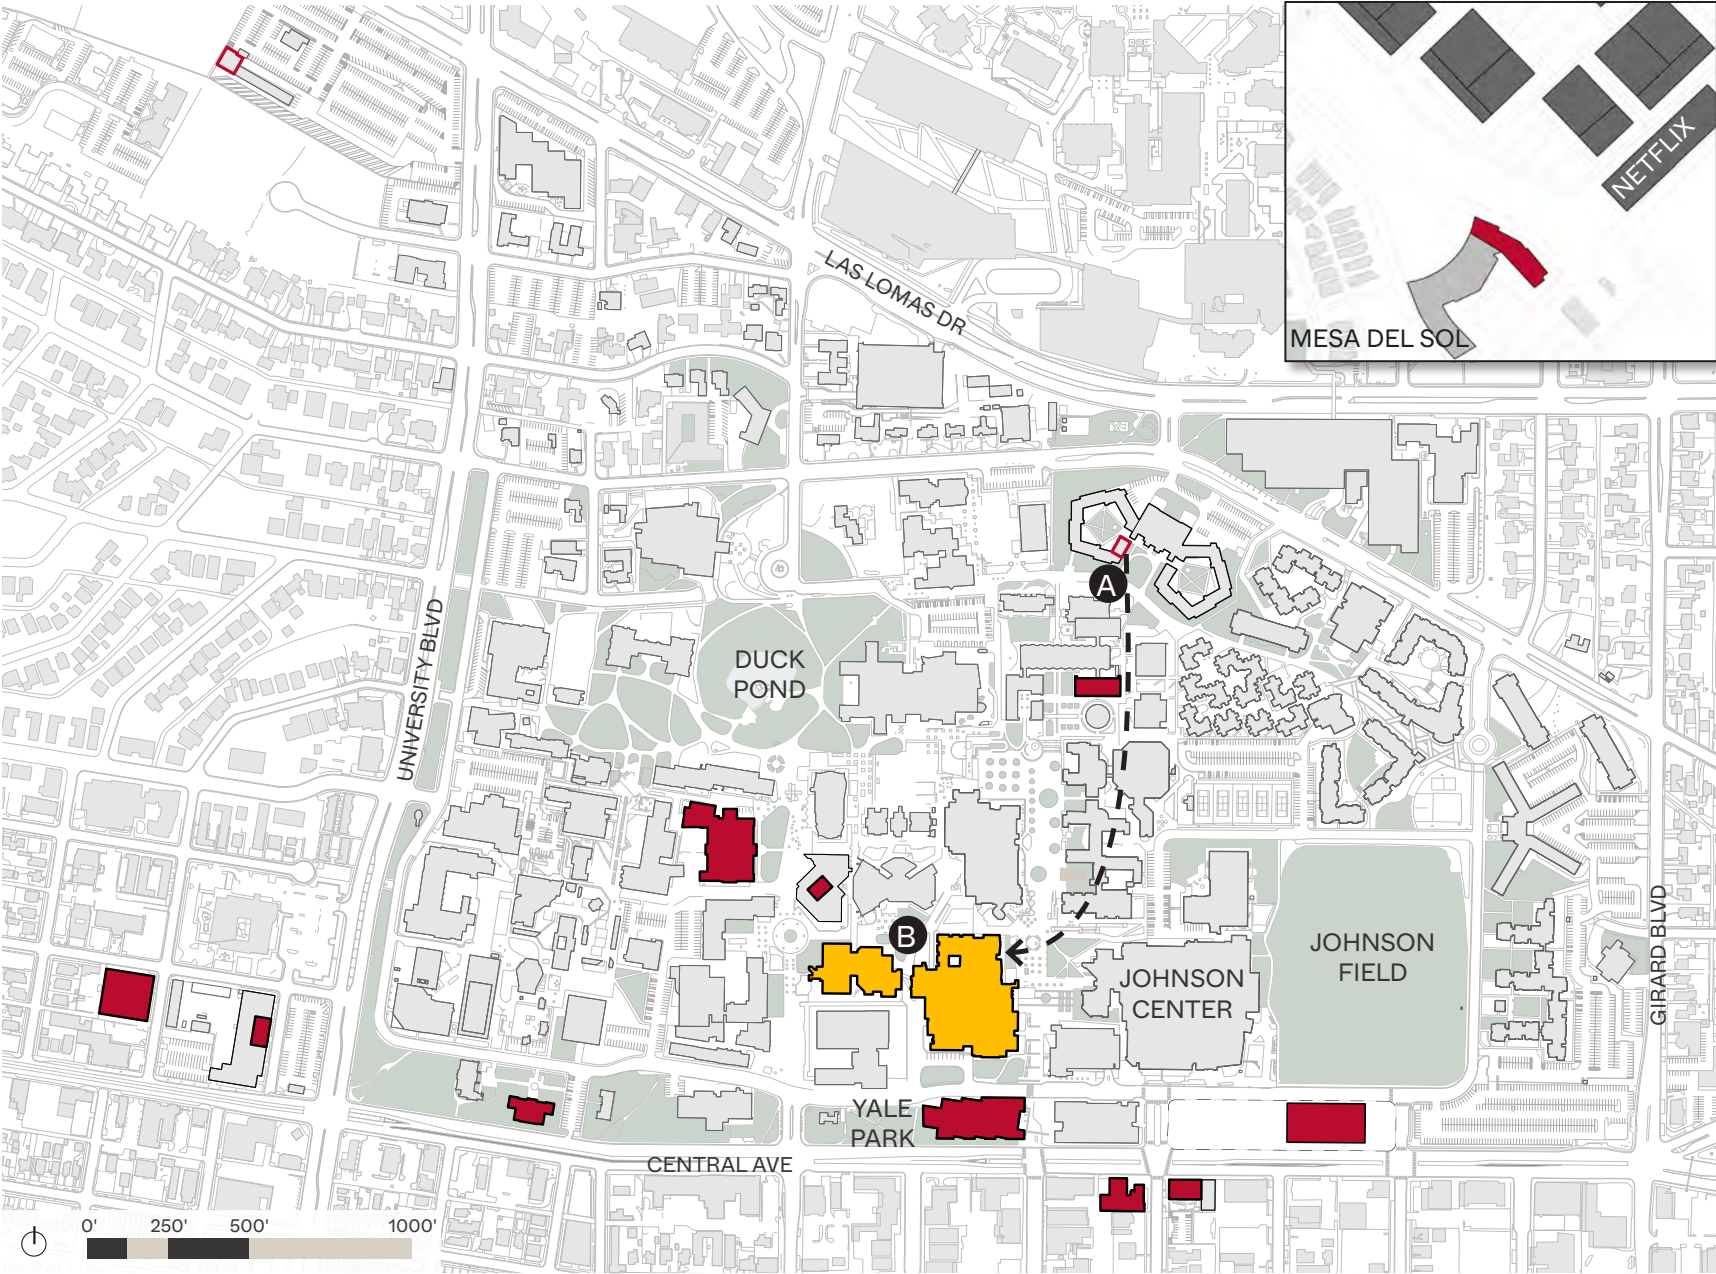 NETFLIX
MESA DEL SOL
LAS LOMAS DR
A
UNIVERSITY BLVD
DUCK
POND
GIRARD BLVD
B
JOHNSON
FIELD
JOHNSON
CENTER
YALE
PARK
CENTRAL AVE
0' 250' 500' 1000'